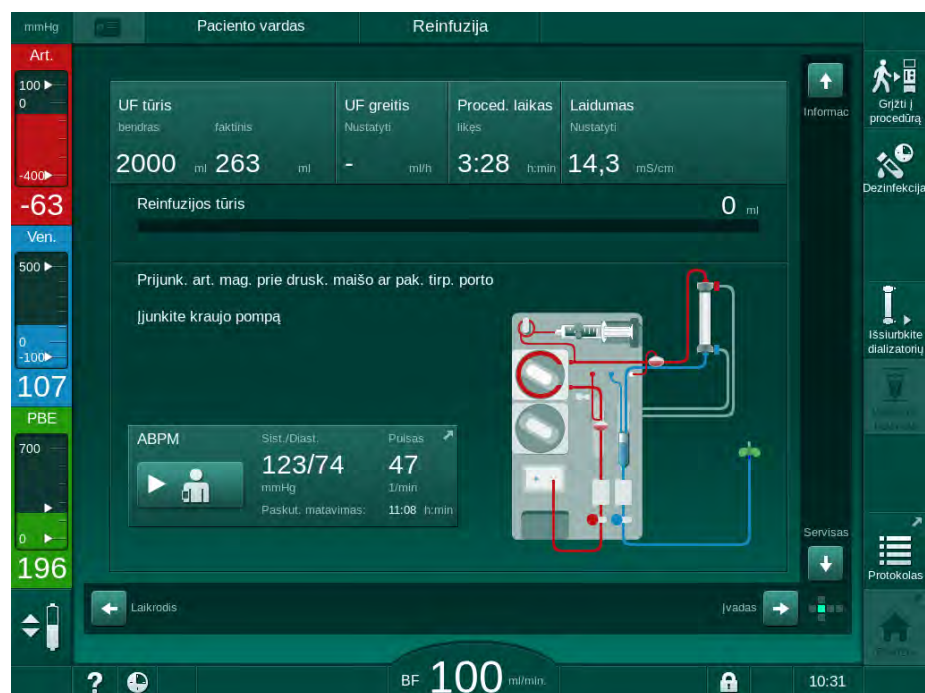 mmHg
Paciento vardas
Reinfuzija
Art.
100
0
-400
-63
Ven.
500
0
-100
107
PBE
700
0
196
UF tūris
bendras faktinis
2000 ml 263 ml
UF greitis
Nustatyti
- ml/h
Proced. laikas
likęs
3:28 h:min
Laidumas
Nustatyti
14,3 mS/cm
Reinfuzijos tūris 0 ml
Prijunk. art. mag. prie drusk. maišo ar pak. tirp. porto
Įjunkite kraujo pompą
ABPM
Sist./Diast. Pulsas
123/74 47
mmHg 1/min
Paskut. matavimas: 11:08 h:min
Informac
Servisas
Laikrodis
Įvadas
Grįžti į
procedūrą
Dezinfekcija
Išsiurbkite
dializatorių
Protokolas
? BF 100 ml/min.
10:31